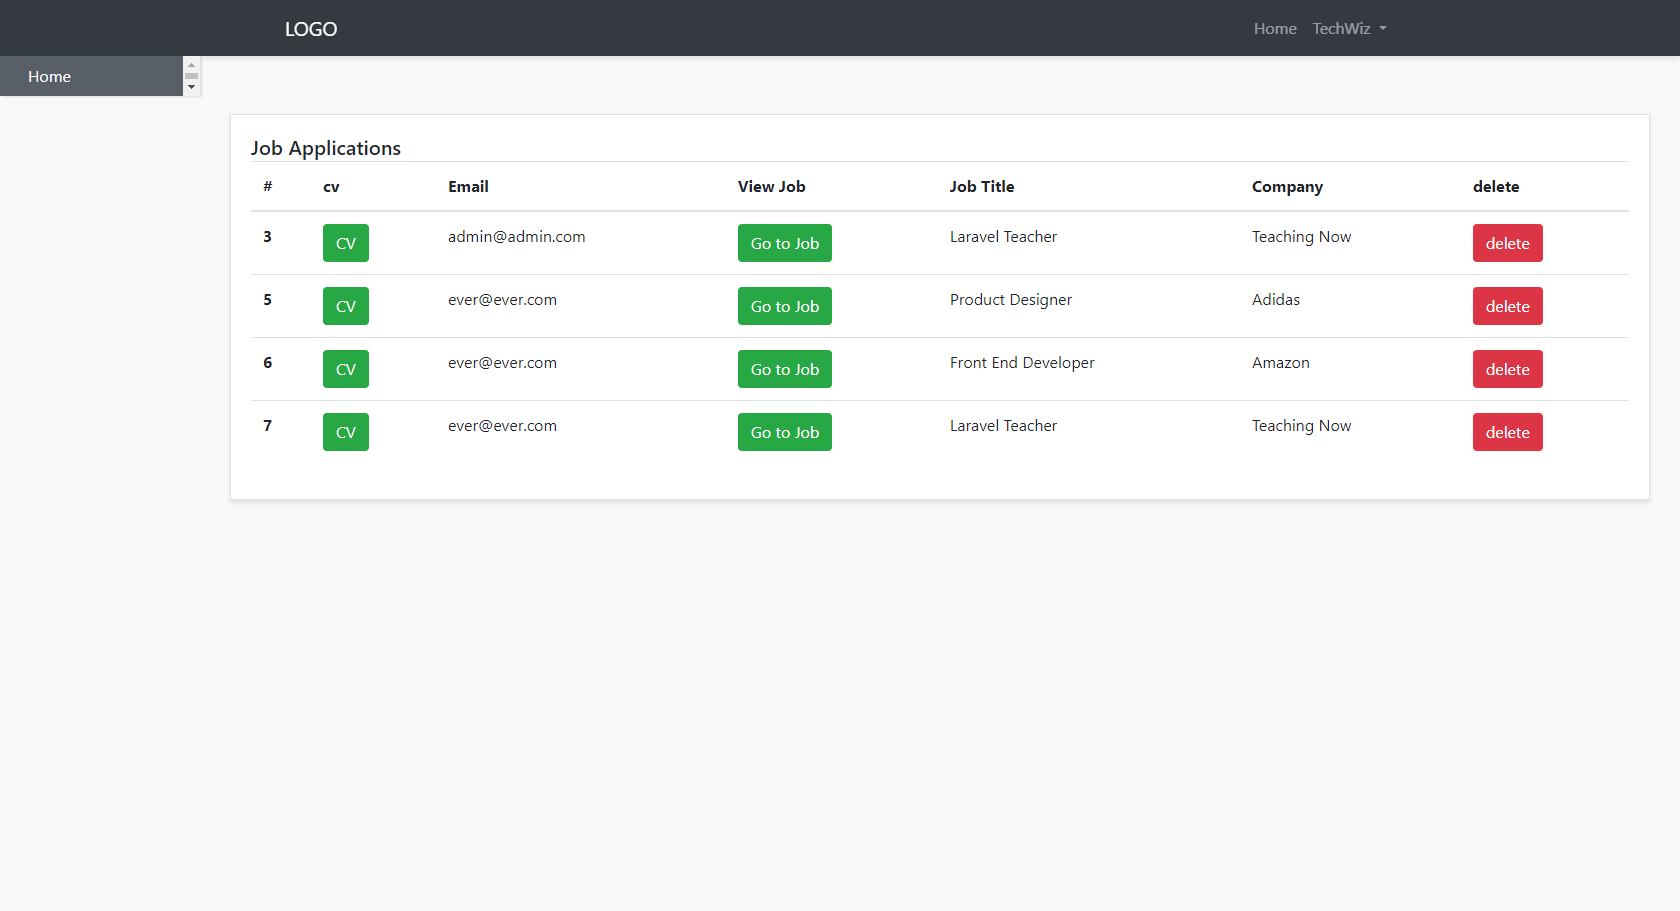 LOGO Home TechWiz
Home
Job Applications
# cv Email View Job Job Title Company delete
3 CV admin@admin.com Go to Job Laravel Teacher Teaching Now delete
5 CV ever@ever.com Go to Job Product Designer Adidas delete
6 CV ever@ever.com Go to Job Front End Developer Amazon delete
7 CV ever@ever.com Go to Job Laravel Teacher Teaching Now delete